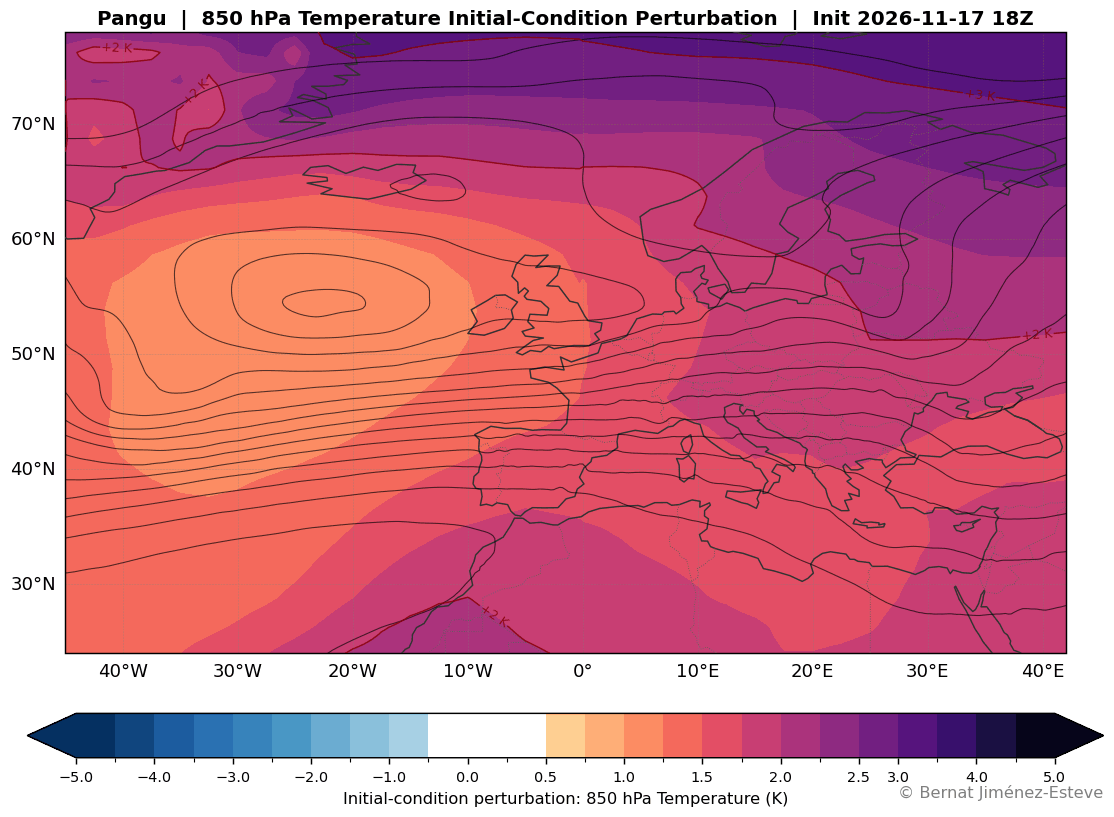 Pangu | 850 hPa Temperature Initial-Condition Perturbation | Init 2026-11-17 18Z
+2 K
+2 K
+3 K
70°N
60°N
+2 K
50°N
40°N
30°N
+2 K
40°W 30°W 20°W 10°W 0° 10°E 20°E 30°E 40°E
−5.0 −4.0 −3.0 −2.0 −1.0 0.0 0.5 1.0 1.5 2.0 2.5 3.0 4.0 5.0
Initial-condition perturbation: 850 hPa Temperature (K)
© Bernat Jiménez-Esteve